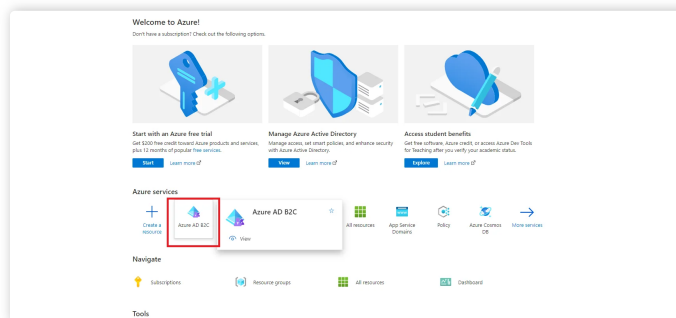 Welcome to Azure!
Don't have a subscription? Check out the following options.
Start with an Azure free trial
Get $200 free credit toward Azure products and services,
plus 12 months of popular free services.
Start
Learn more
Manage Azure Active Directory
Manage access, set smart policies, and enhance security
with Azure Active Directory.
View
Learn more
Access student benefits
Get free software, Azure credit, or access Azure Dev Tools
for Teaching after you verify your academic status.
Explore
Learn more
Azure services
Create a
resource
Azure AD B2C
Azure AD B2C
View
All resources
App Service
Domains
Policy
Azure Cosmos
DB
More services
Navigate
Subscriptions
Resource groups
All resources
Dashboard
Tools